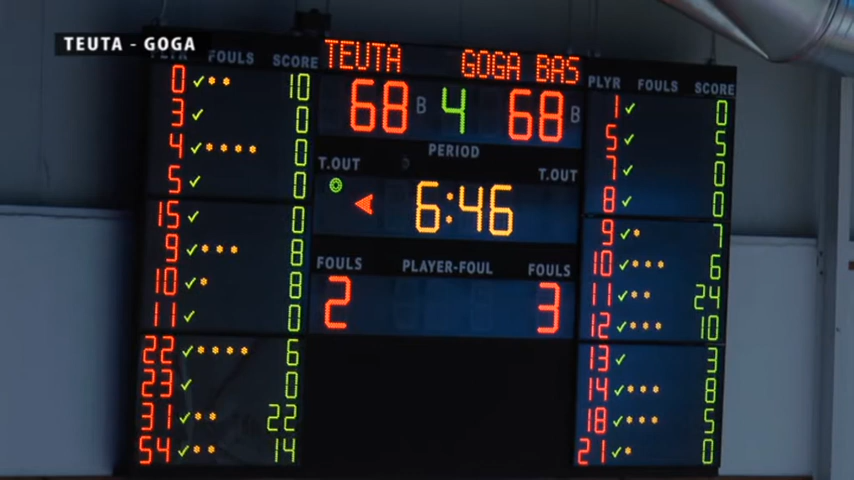 TEUTA - GOGA
TEUTA GOGA BAS
PLYR FOULS SCORE
0 ✓ * * 10
3 ✓ 0
4 ✓ * * * * 0
5 ✓ 0
15 ✓ 0
9 ✓ * * * 8
10 ✓ * 8
11 ✓ 0
22 ✓ * * * * 6
23 ✓ 0
31 ✓ * * 22
54 ✓ * * 14
68 B 4 68 B
PERIOD
T.OUT T.OUT
6:46
FOULS PLAYER-FOUL FOULS
2 3
PLYR FOULS SCORE
1 ✓ 0
5 ✓ 5
7 ✓ 0
8 ✓ 0
9 ✓ * 7
10 ✓ * * * 6
11 ✓ * * 24
12 ✓ * * * 10
13 ✓ 3
14 ✓ * * * 8
18 ✓ * * * 5
21 ✓ * 0